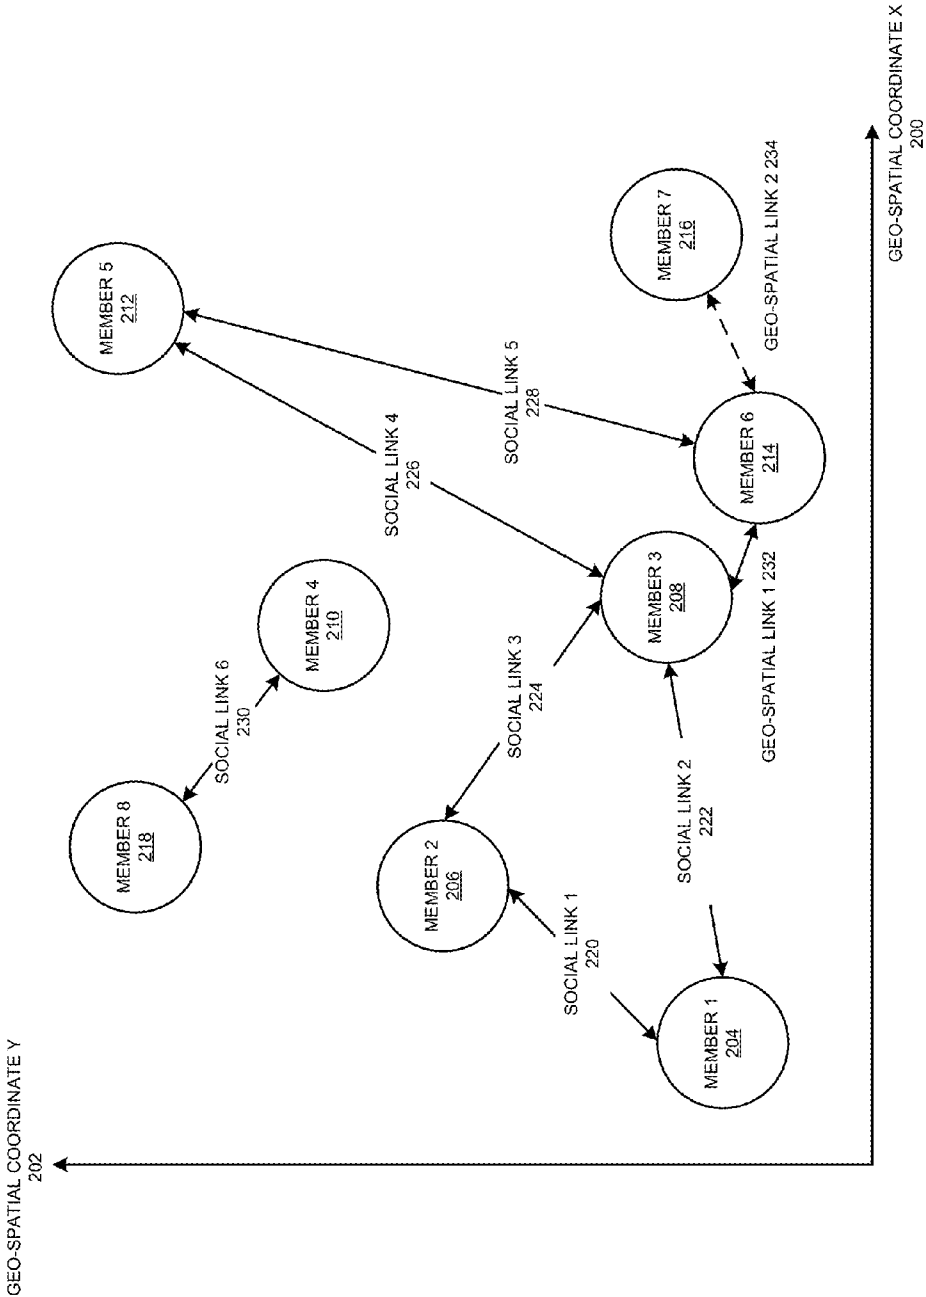 GEO-SPATIAL COORDINATE Y
202
MEMBER 8
218
SOCIAL LINK 6
230
MEMBER 4
210
MEMBER 5
212
SOCIAL LINK 4
226
SOCIAL LINK 5
228
MEMBER 2
206
SOCIAL LINK 3
224
SOCIAL LINK 1
220
MEMBER 1
204
SOCIAL LINK 2
222
MEMBER 3
208
GEO-SPATIAL LINK 1 232
MEMBER 6
214
MEMBER 7
216
GEO-SPATIAL LINK 2 234
GEO-SPATIAL COORDINATE X
200